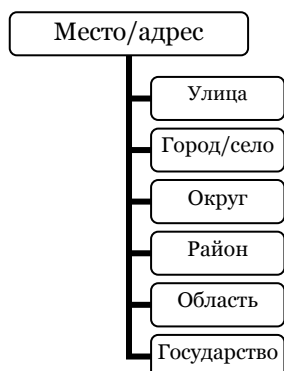 Место/адрес
Улица
Город/село
Округ
Район
Область
Государство